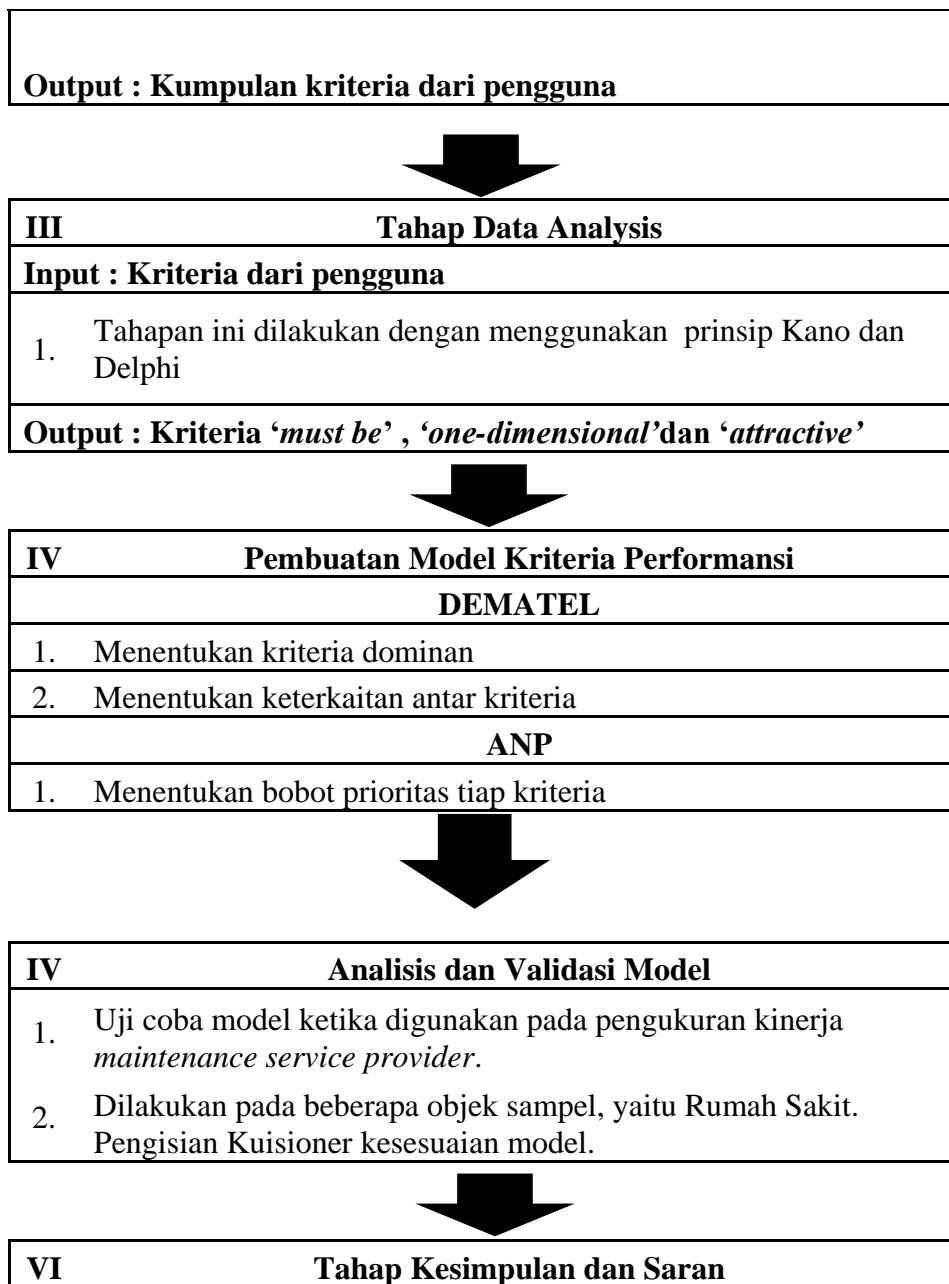 Output : Kumpulan kriteria dari pengguna
III Tahap Data Analysis
Input : Kriteria dari pengguna
1. Tahapan ini dilakukan dengan menggunakan prinsip Kano dan
Delphi
Output : Kriteria ‘must be’ , ‘one-dimensional’dan ‘attractive’
IV Pembuatan Model Kriteria Performansi
DEMATEL
1. Menentukan kriteria dominan
2. Menentukan keterkaitan antar kriteria
ANP
1. Menentukan bobot prioritas tiap kriteria
IV Analisis dan Validasi Model
1. Uji coba model ketika digunakan pada pengukuran kinerja
maintenance service provider.
2. Dilakukan pada beberapa objek sampel, yaitu Rumah Sakit.
Pengisian Kuisioner kesesuaian model.
VI Tahap Kesimpulan dan Saran